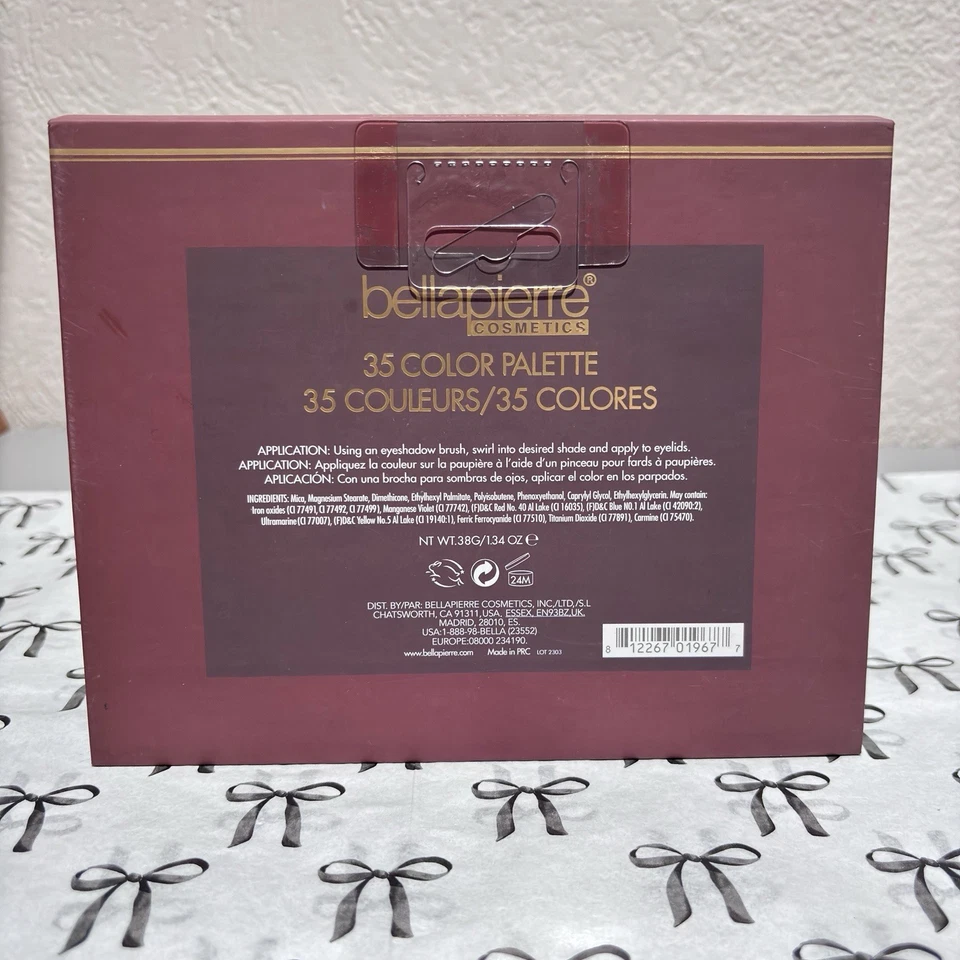 bellapierre®
COSMETICS
35 COLOR PALETTE
35 COULEURS/35 COLORES
APPLICATION: Using an eyeshadow brush, swirl into desired shade and apply to eyelids.
APPLICATION: Appliquez la couleur sur la paupière à l'aide d'un pinceau pour fards à paupières.
APLICACIÓN: Con una brocha para sombras de ojos, aplicar el color en los parpados.
INGREDIENTS: Mica, Magnesium Stearate, Dimethicone, Ethylhexyl Palmitate, Polyisobutene, Phenoxyethanol, Caprylyl Glycol, Ethylhexylglycerin. May contain:
Iron oxides (CI 77491, CI 77492, CI 77499), Manganese Violet (CI 77742), (F)D&C Red No. 40 Al Lake (CI 16035), (F)D&C Blue NO.1 Al Lake (CI 42090:2),
Ultramarine (CI 77007), (F)D&C Yellow No.5 Al Lake (CI 19140:1), Ferric Ferrocyanide (CI 77510), Titanium Dioxide (CI 77891), Carmine (CI 75470).
NT WT.38G/1.34 OZ ℮
24M
DIST. BY/PAR: BELLAPIERRE COSMETICS, INC./LTD,/S.L
CHATSWORTH, CA 91311,USA, ESSEX, EN93BZ,UK.
MADRID, 28010, ES.
USA:1-888-98-BELLA (23552)
EUROPE:08000 234190.
www.bellapierre.com Made in PRC LOT 2303
8 12267 01967 7